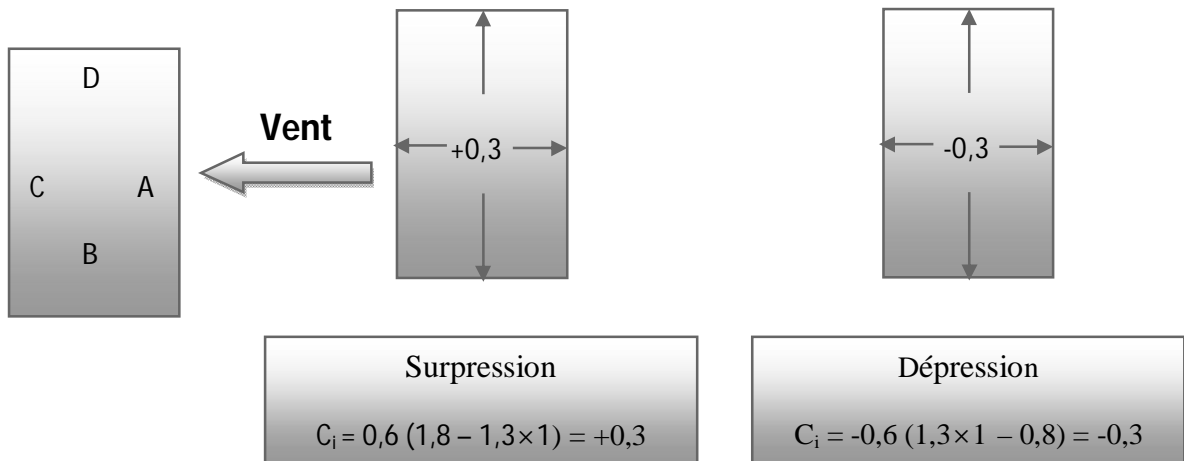 D
Vent
C A
B
+0,3
-0,3
Surpression
Cᵢ = 0,6 (1,8 – 1,3×1) = +0,3
Dépression
Cᵢ = -0,6 (1,3×1 – 0,8) = -0,3